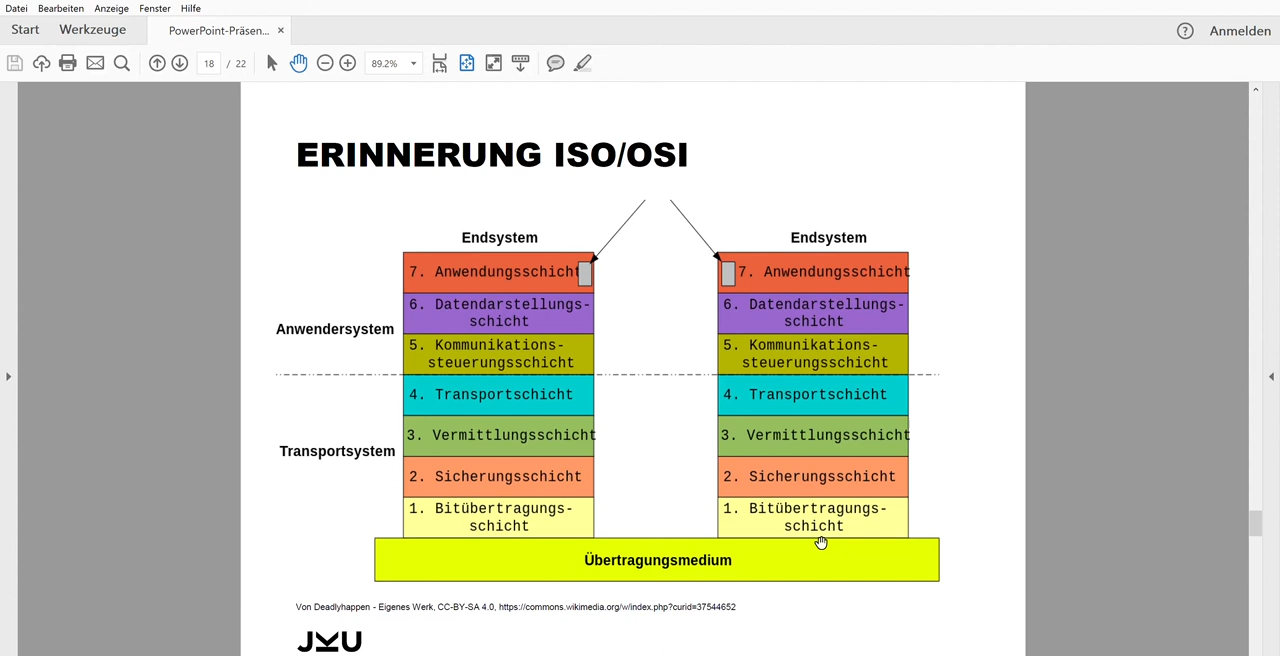 Datei Bearbeiten Anzeige Fenster Hilfe
Start Werkzeuge PowerPoint-Präsen... × ? Anmelden
18 / 22 89.2%
ERINNERUNG ISO/OSI
Endsystem Endsystem
7. Anwendungsschicht 7. Anwendungsschicht
6. Datendarstellungs- 6. Datendarstellungs-
schicht schicht
Anwendersystem
5. Kommunikations- 5. Kommunikations-
steuerungsschicht steuerungsschicht
4. Transportschicht 4. Transportschicht
3. Vermittlungsschicht 3. Vermittlungsschicht
Transportsystem
2. Sicherungsschicht 2. Sicherungsschicht
1. Bitübertragungs- 1. Bitübertragungs-
schicht schicht
Übertragungsmedium
Von Deadlyhappen - Eigenes Werk, CC-BY-SA 4.0, https://commons.wikimedia.org/w/index.php?curid=37544652
JKU